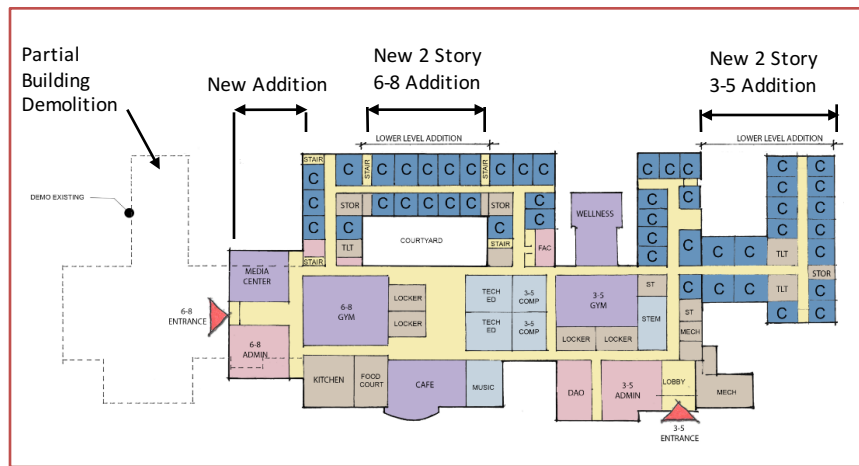 Partial
Building
Demolition
New Addition
New 2 Story
6-8 Addition
New 2 Story
3-5 Addition
LOWER LEVEL ADDITION
LOWER LEVEL ADDITION
DEMO EXISTING
STAIR C STAIR C C C C C STAIR C C C
C C C
C C
C C
C C
C C
C
C
C
STOR C C C C C STOR C
C C C
C C C C
C
C
C
C
C C C
TLT
COURTYARD
STAIR
FAC
STAIR
WELLNESS
TLT
STOR
C C C
TLT
C
C C
MEDIA
CENTER
6-8
GYM
LOCKER
LOCKER
TECH
ED
3-5
COMP
TECH
ED
3-5
COMP
3-5
GYM
LOCKER
LOCKER
ST
STEM
ST
MECH
6-8
ENTRANCE
6-8
ADMIN
KITCHEN
FOOD
COURT
CAFE
MUSIC
DAO
3-5
ADMIN
LOBBY
MECH
3-5
ENTRANCE